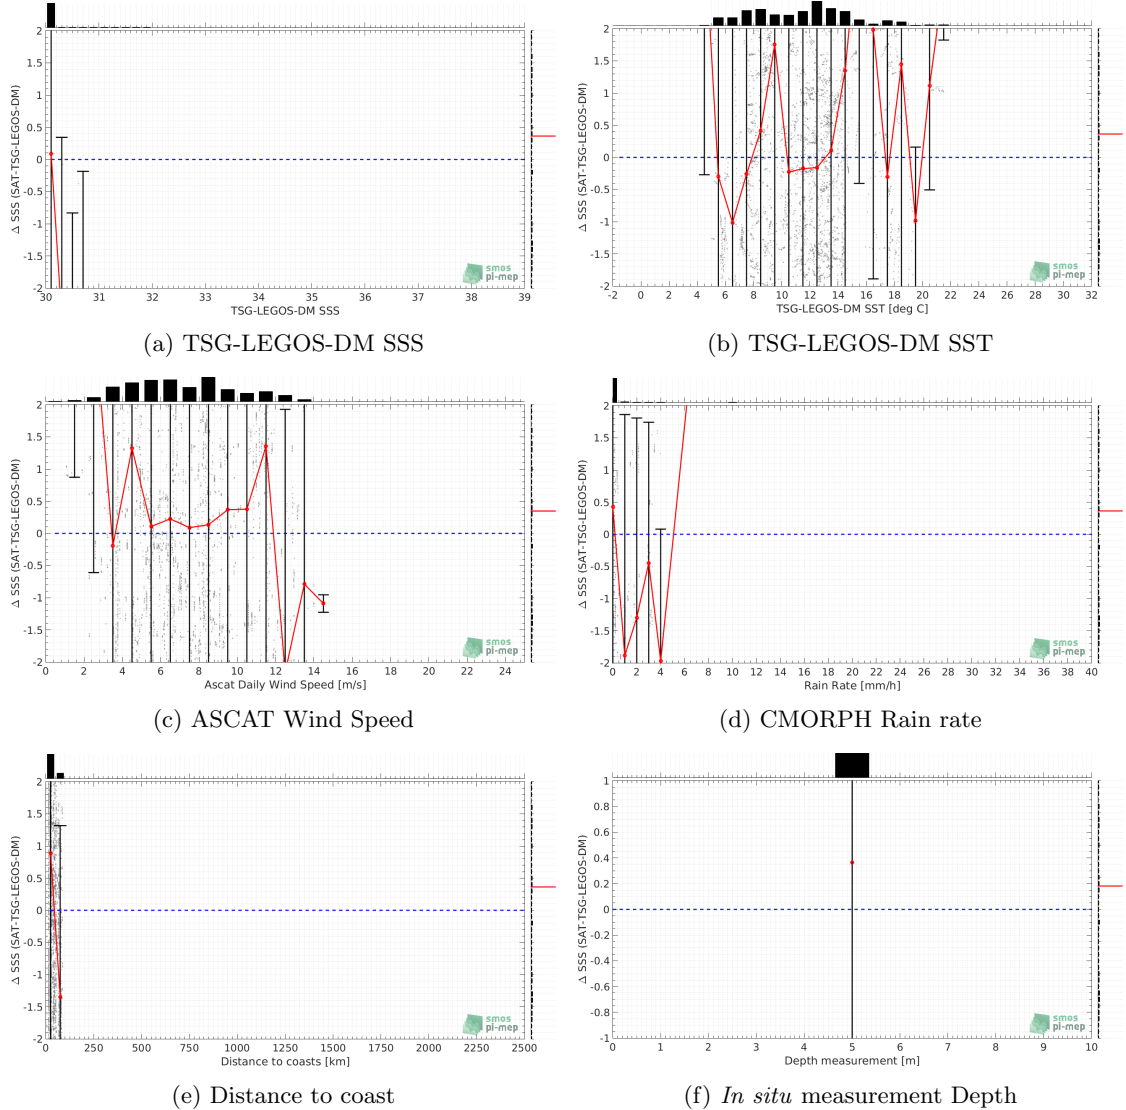 2
1.5
1
0.5
0
-0.5
-1
-1.5
-2
Δ SSS (SAT-TSG-LEGOS-DM)
30 31 32 33 34 35 36 37 38 39
TSG-LEGOS-DM SSS
smos
pi-mep
(a) TSG-LEGOS-DM SSS
2
1.5
1
0.5
0
-0.5
-1
-1.5
-2
Δ SSS (SAT-TSG-LEGOS-DM)
-2 0 2 4 6 8 10 12 14 16 18 20 22 24 26 28 30 32
TSG-LEGOS-DM SST [deg C]
smos
pi-mep
(b) TSG-LEGOS-DM SST
2
1.5
1
0.5
0
-0.5
-1
-1.5
-2
Δ SSS (SAT-TSG-LEGOS-DM)
0 2 4 6 8 10 12 14 16 18 20 22 24
Ascat Daily Wind Speed [m/s]
smos
pi-mep
(c) ASCAT Wind Speed
2
1.5
1
0.5
0
-0.5
-1
-1.5
-2
Δ SSS (SAT-TSG-LEGOS-DM)
0 2 4 6 8 10 12 14 16 18 20 22 24 26 28 30 32 34 36 38 40
Rain Rate [mm/h]
smos
pi-mep
(d) CMORPH Rain rate
2
1.5
1
0.5
0
-0.5
-1
-1.5
-2
Δ SSS (SAT-TSG-LEGOS-DM)
0 250 500 750 1000 1250 1500 1750 2000 2250 2500
Distance to coasts [km]
smos
pi-mep
(e) Distance to coast
1
0.8
0.6
0.4
0.2
0
-0.2
-0.4
-0.6
-0.8
-1
Δ SSS (SAT-TSG-LEGOS-DM)
0 1 2 3 4 5 6 7 8 9 10
Depth measurement [m]
smos
pi-mep
(f) In situ measurement Depth